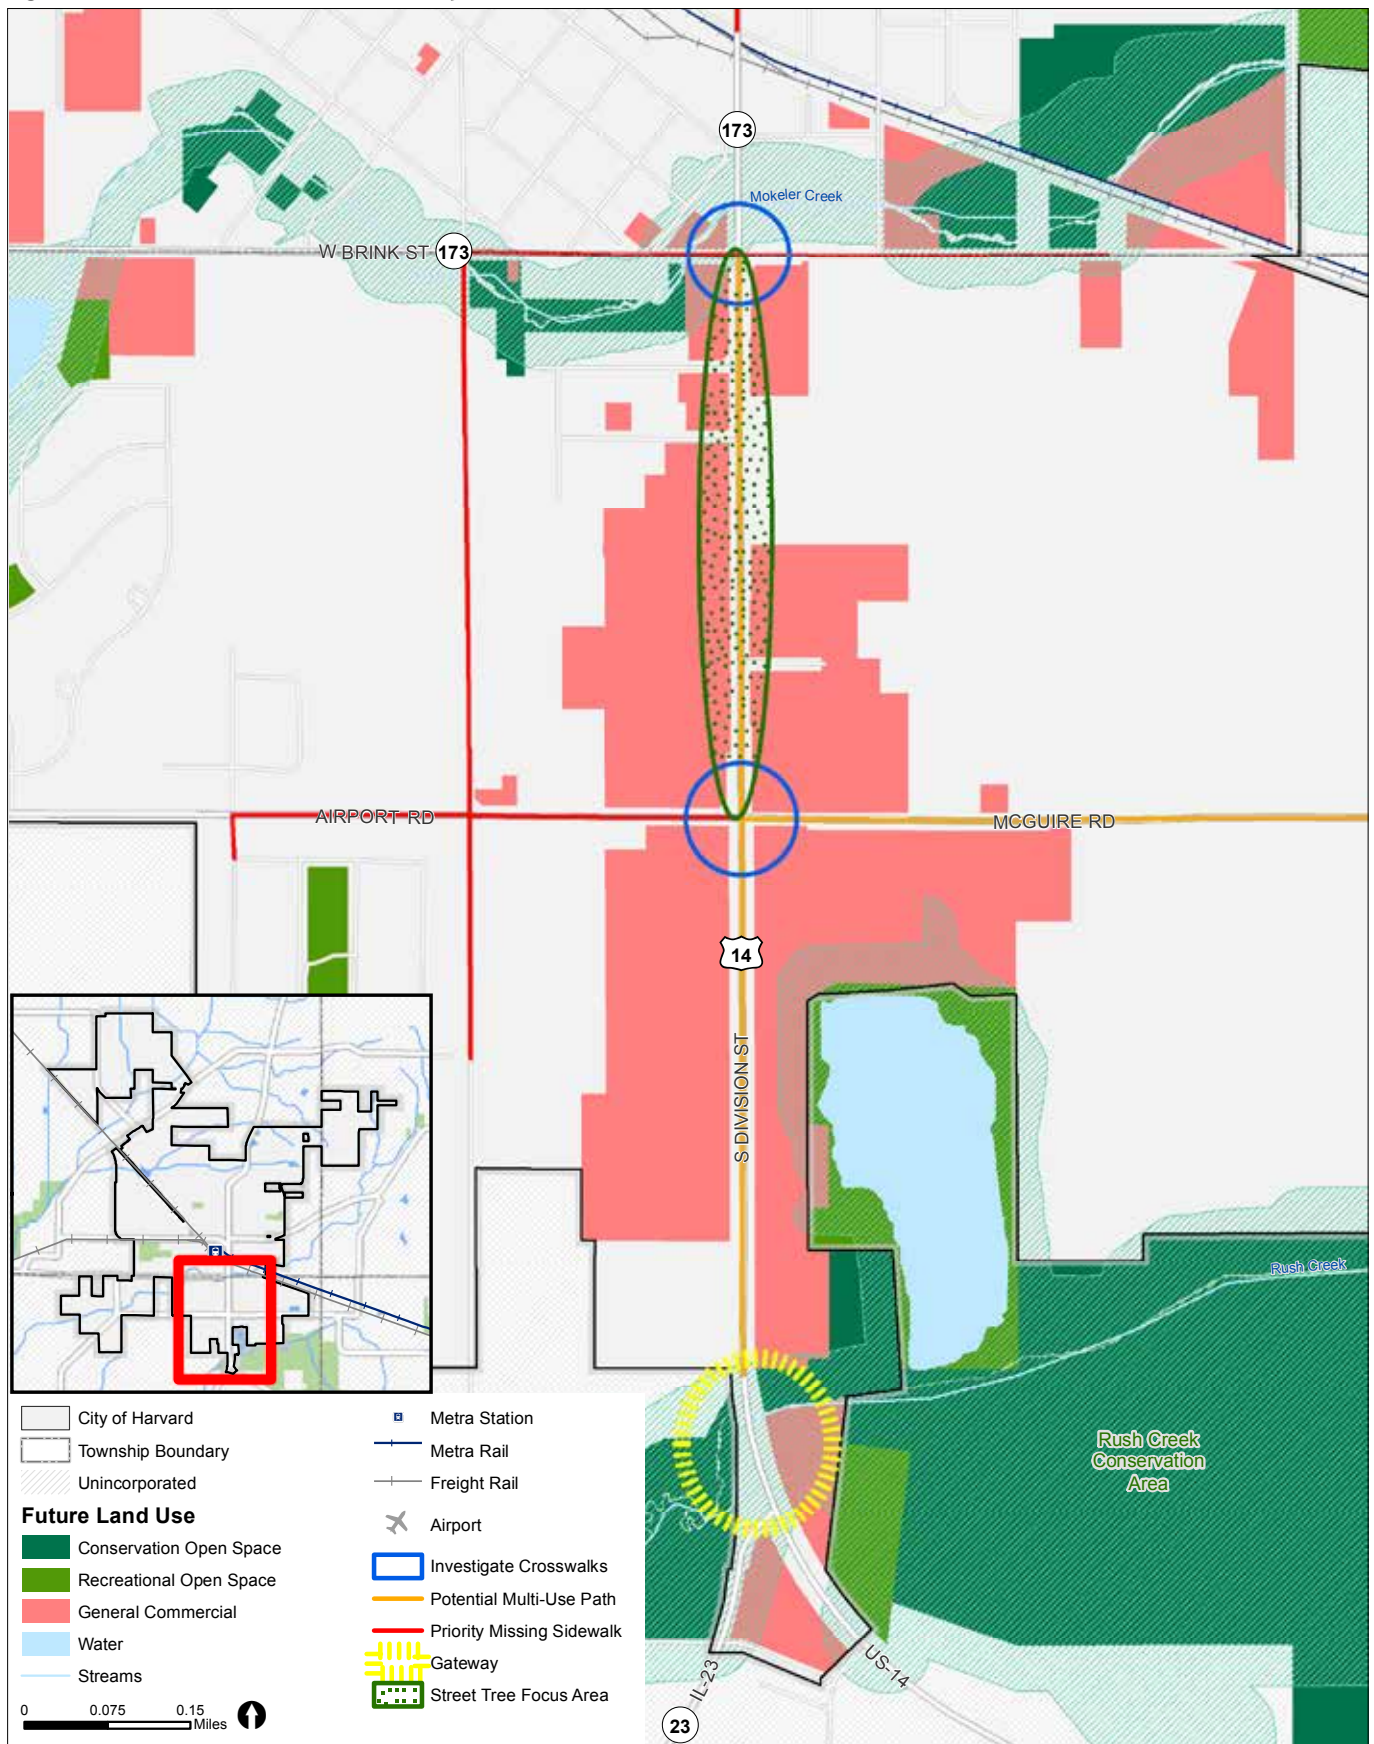 173
Mokeler Creek
W BRINK ST
173
AIRPORT RD
MCGUIRE RD
14
S DIVISION ST
Rush Creek
Rush Creek
Conservation
Area
US-14
IL-23
23
City of Harvard
Township Boundary
Unincorporated
Future Land Use
Conservation Open Space
Recreational Open Space
General Commercial
Water
Streams
0 0.075 0.15
Miles
Metra Station
Metra Rail
Freight Rail
Airport
Investigate Crosswalks
Potential Multi-Use Path
Priority Missing Sidewalk
Gateway
Street Tree Focus Area